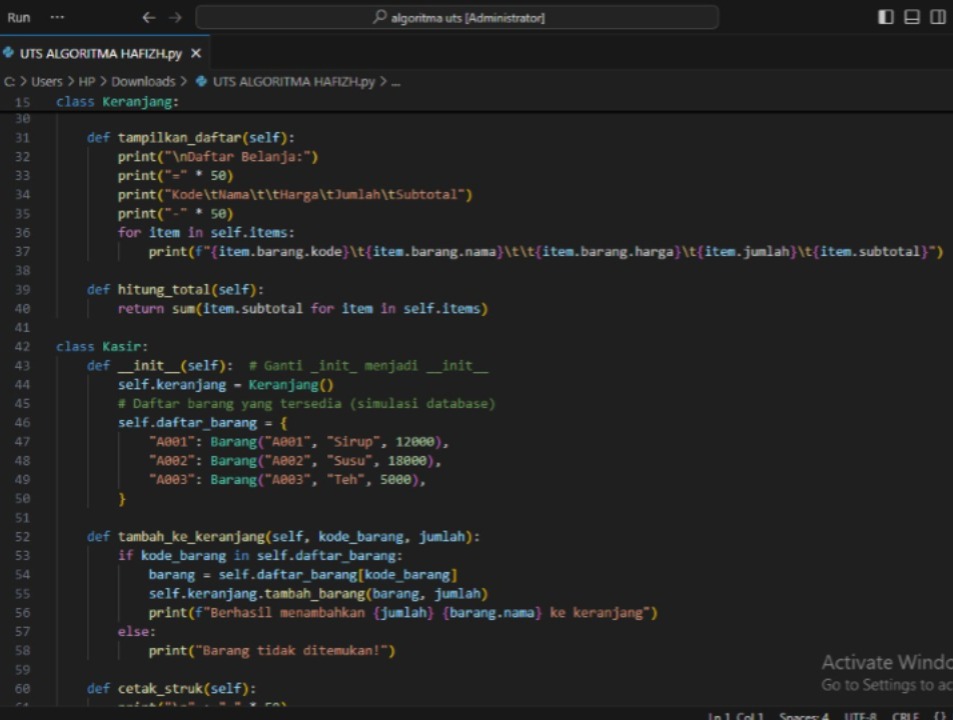 Run ...
algoritma uts [Administrator]
UTS ALGORITMA HAFIZH.py
C: > Users > HP > Downloads > UTS ALGORITMA HAFIZH.py > ...
15 class Keranjang:
30
31 def tampilkan_daftar(self):
32 print("\nDaftar Belanja:")
33 print("=" * 50)
34 print("Kode\tNama\t\tHarga\tJumlah\tSubtotal")
35 print("-" * 50)
36 for item in self.items:
37 print(f"{item.barang.kode}\t{item.barang.nama}\t\t{item.barang.harga}\t{item.jumlah}\t{item.subtotal}")
38
39 def hitung_total(self):
40 return sum(item.subtotal for item in self.items)
41
42 class Kasir:
43 def __init__(self): # Ganti _init_ menjadi __init__
44 self.keranjang = Keranjang()
45 # Daftar barang yang tersedia (simulasi database)
46 self.daftar_barang = {
47 "A001": Barang("A001", "Sirup", 12000),
48 "A002": Barang("A002", "Susu", 18000),
49 "A003": Barang("A003", "Teh", 5000),
50 }
51
52 def tambah_ke_keranjang(self, kode_barang, jumlah):
53 if kode_barang in self.daftar_barang:
54 barang = self.daftar_barang[kode_barang]
55 self.keranjang.tambah_barang(barang, jumlah)
56 print(f"Berhasil menambahkan {jumlah} {barang.nama} ke keranjang")
57 else:
58 print("Barang tidak ditemukan!")
59
60 def cetak_struk(self):
Activate Windo
Go to Settings to ac
Ln 1, Col 1 Spaces: 4 UTF-8 CRLF {}